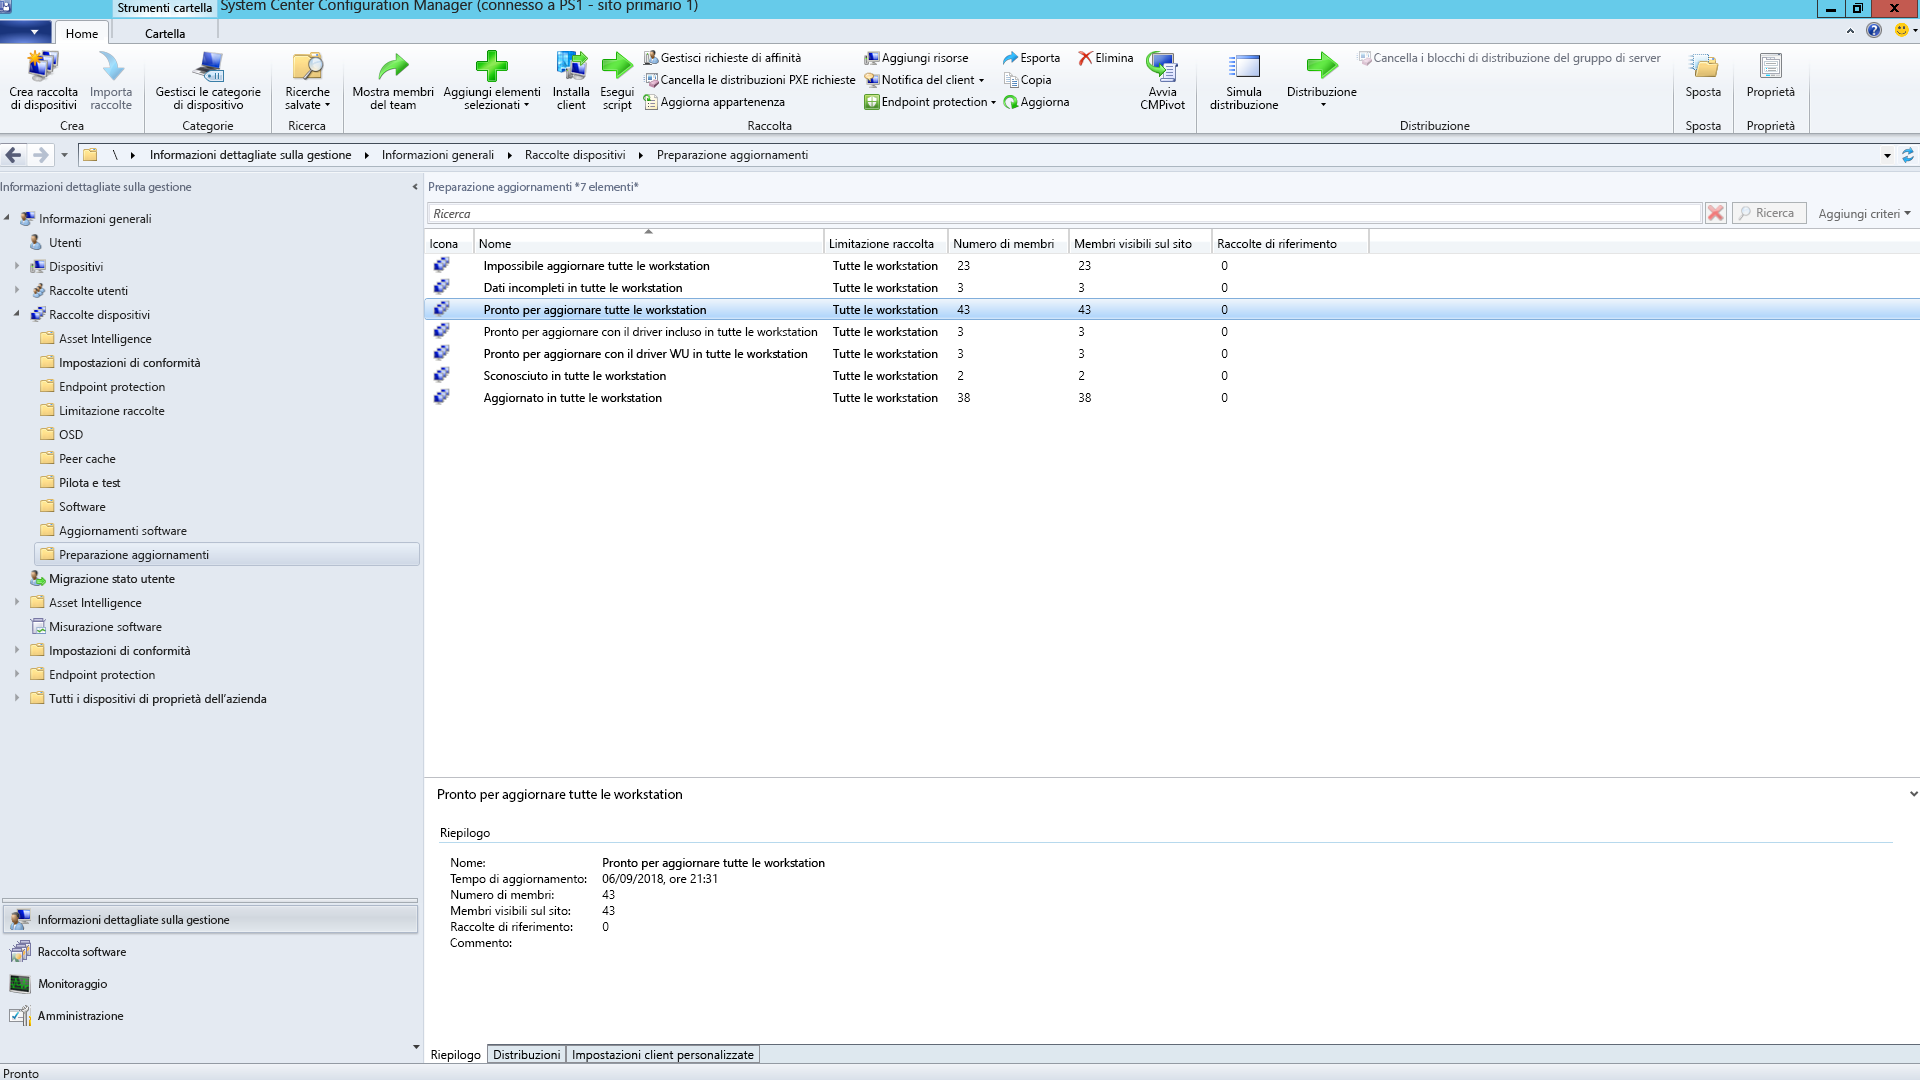 Strumenti cartella
System Center Configuration Manager (connesso a PS1 - sito primario 1)
Home
Cartella
Crea raccolta di dispositivi
Importa raccolte
Crea
Gestisci le categorie di dispositivo
Categorie
Ricerche salvate
Ricerca
Mostra membri del team
Aggiungi elementi selezionati
Installa client
Esegui script
Gestisci richieste di affinità
Cancella le distribuzioni PXE richieste
Aggiorna appartenenza
Aggiungi risorse
Notifica del client
Endpoint protection
Esporta
Copia
Aggiorna
Elimina
Avvia CMPivot
Raccolta
Simula distribuzione
Distribuzione
Cancella i blocchi di distribuzione del gruppo di server
Distribuzione
Sposta
Sposta
Proprietà
Proprietà
\ Informazioni dettagliate sulla gestione Informazioni generali Raccolte dispositivi Preparazione aggiornamenti
Informazioni dettagliate sulla gestione
Informazioni generali
Utenti
Dispositivi
Raccolte utenti
Raccolte dispositivi
Asset Intelligence
Impostazioni di conformità
Endpoint protection
Limitazione raccolte
OSD
Peer cache
Pilota e test
Software
Aggiornamenti software
Preparazione aggiornamenti
Migrazione stato utente
Asset Intelligence
Misurazione software
Impostazioni di conformità
Endpoint protection
Tutti i dispositivi di proprietà dell'azienda
Informazioni dettagliate sulla gestione
Raccolta software
Monitoraggio
Amministrazione
Preparazione aggiornamenti *7 elementi*
Ricerca
Ricerca
Aggiungi criteri
Icona Nome Limitazione raccolta Numero di membri Membri visibili sul sito Raccolte di riferimento
Impossibile aggiornare tutte le workstation Tutte le workstation 23 23 0
Dati incompleti in tutte le workstation Tutte le workstation 3 3 0
Pronto per aggiornare tutte le workstation Tutte le workstation 43 43 0
Pronto per aggiornare con il driver incluso in tutte le workstation Tutte le workstation 3 3 0
Pronto per aggiornare con il driver WU in tutte le workstation Tutte le workstation 3 3 0
Sconosciuto in tutte le workstation Tutte le workstation 2 2 0
Aggiornato in tutte le workstation Tutte le workstation 38 38 0
Pronto per aggiornare tutte le workstation
Riepilogo
Nome: Pronto per aggiornare tutte le workstation
Tempo di aggiornamento: 06/09/2018, ore 21:31
Numero di membri: 43
Membri visibili sul sito: 43
Raccolte di riferimento: 0
Commento:
Riepilogo Distribuzioni Impostazioni client personalizzate
Pronto